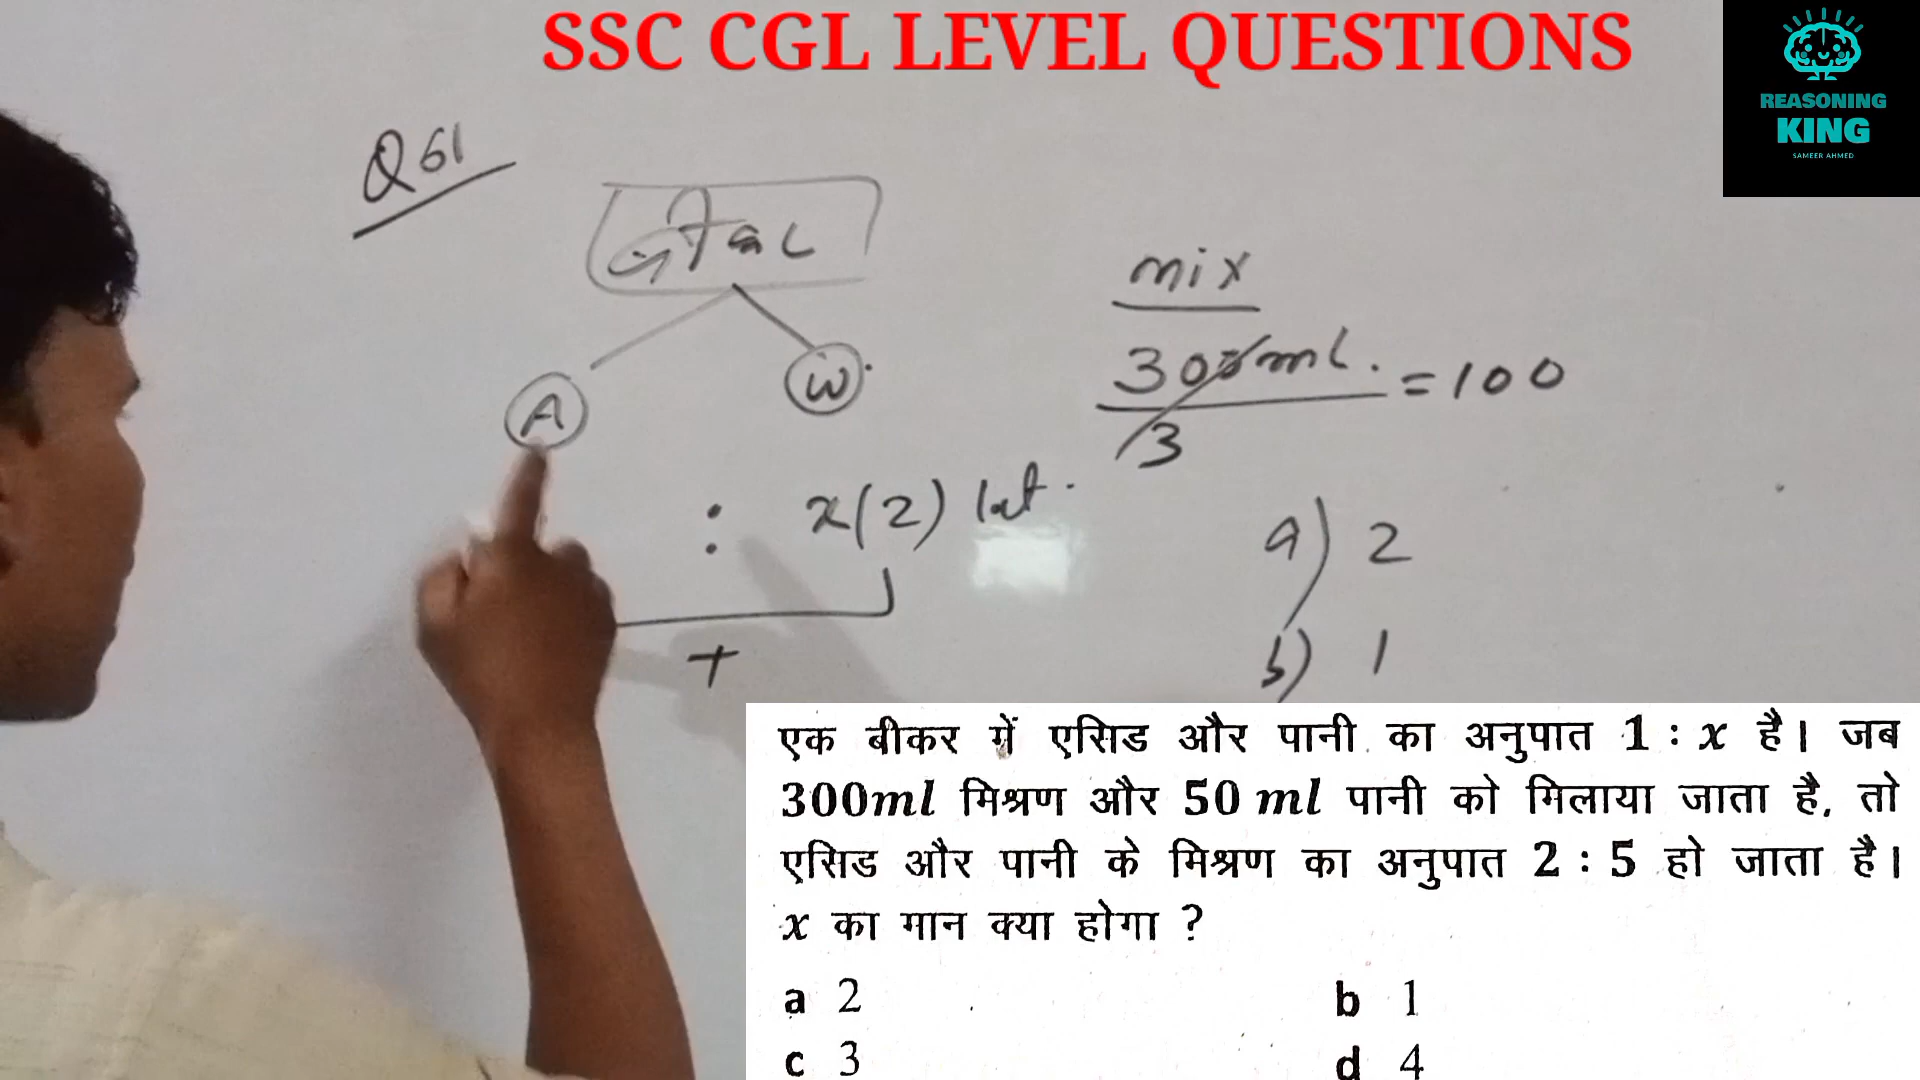 SSC CGL LEVEL QUESTIONS
REASONING
KING
SAMEER AHMED
Q61
बीकर
A
W
: x(2) let.
+
mix
300ml.
3
= 100
a) 2
b) 1
एक बीकर में एसिड और पानी का अनुपात 1 : x है। जब
300ml मिश्रण और 50 ml पानी को मिलाया जाता है, तो
एसिड और पानी के मिश्रण का अनुपात 2 : 5 हो जाता है।
x का मान क्या होगा ?
a 2
b 1
c 3
d 4